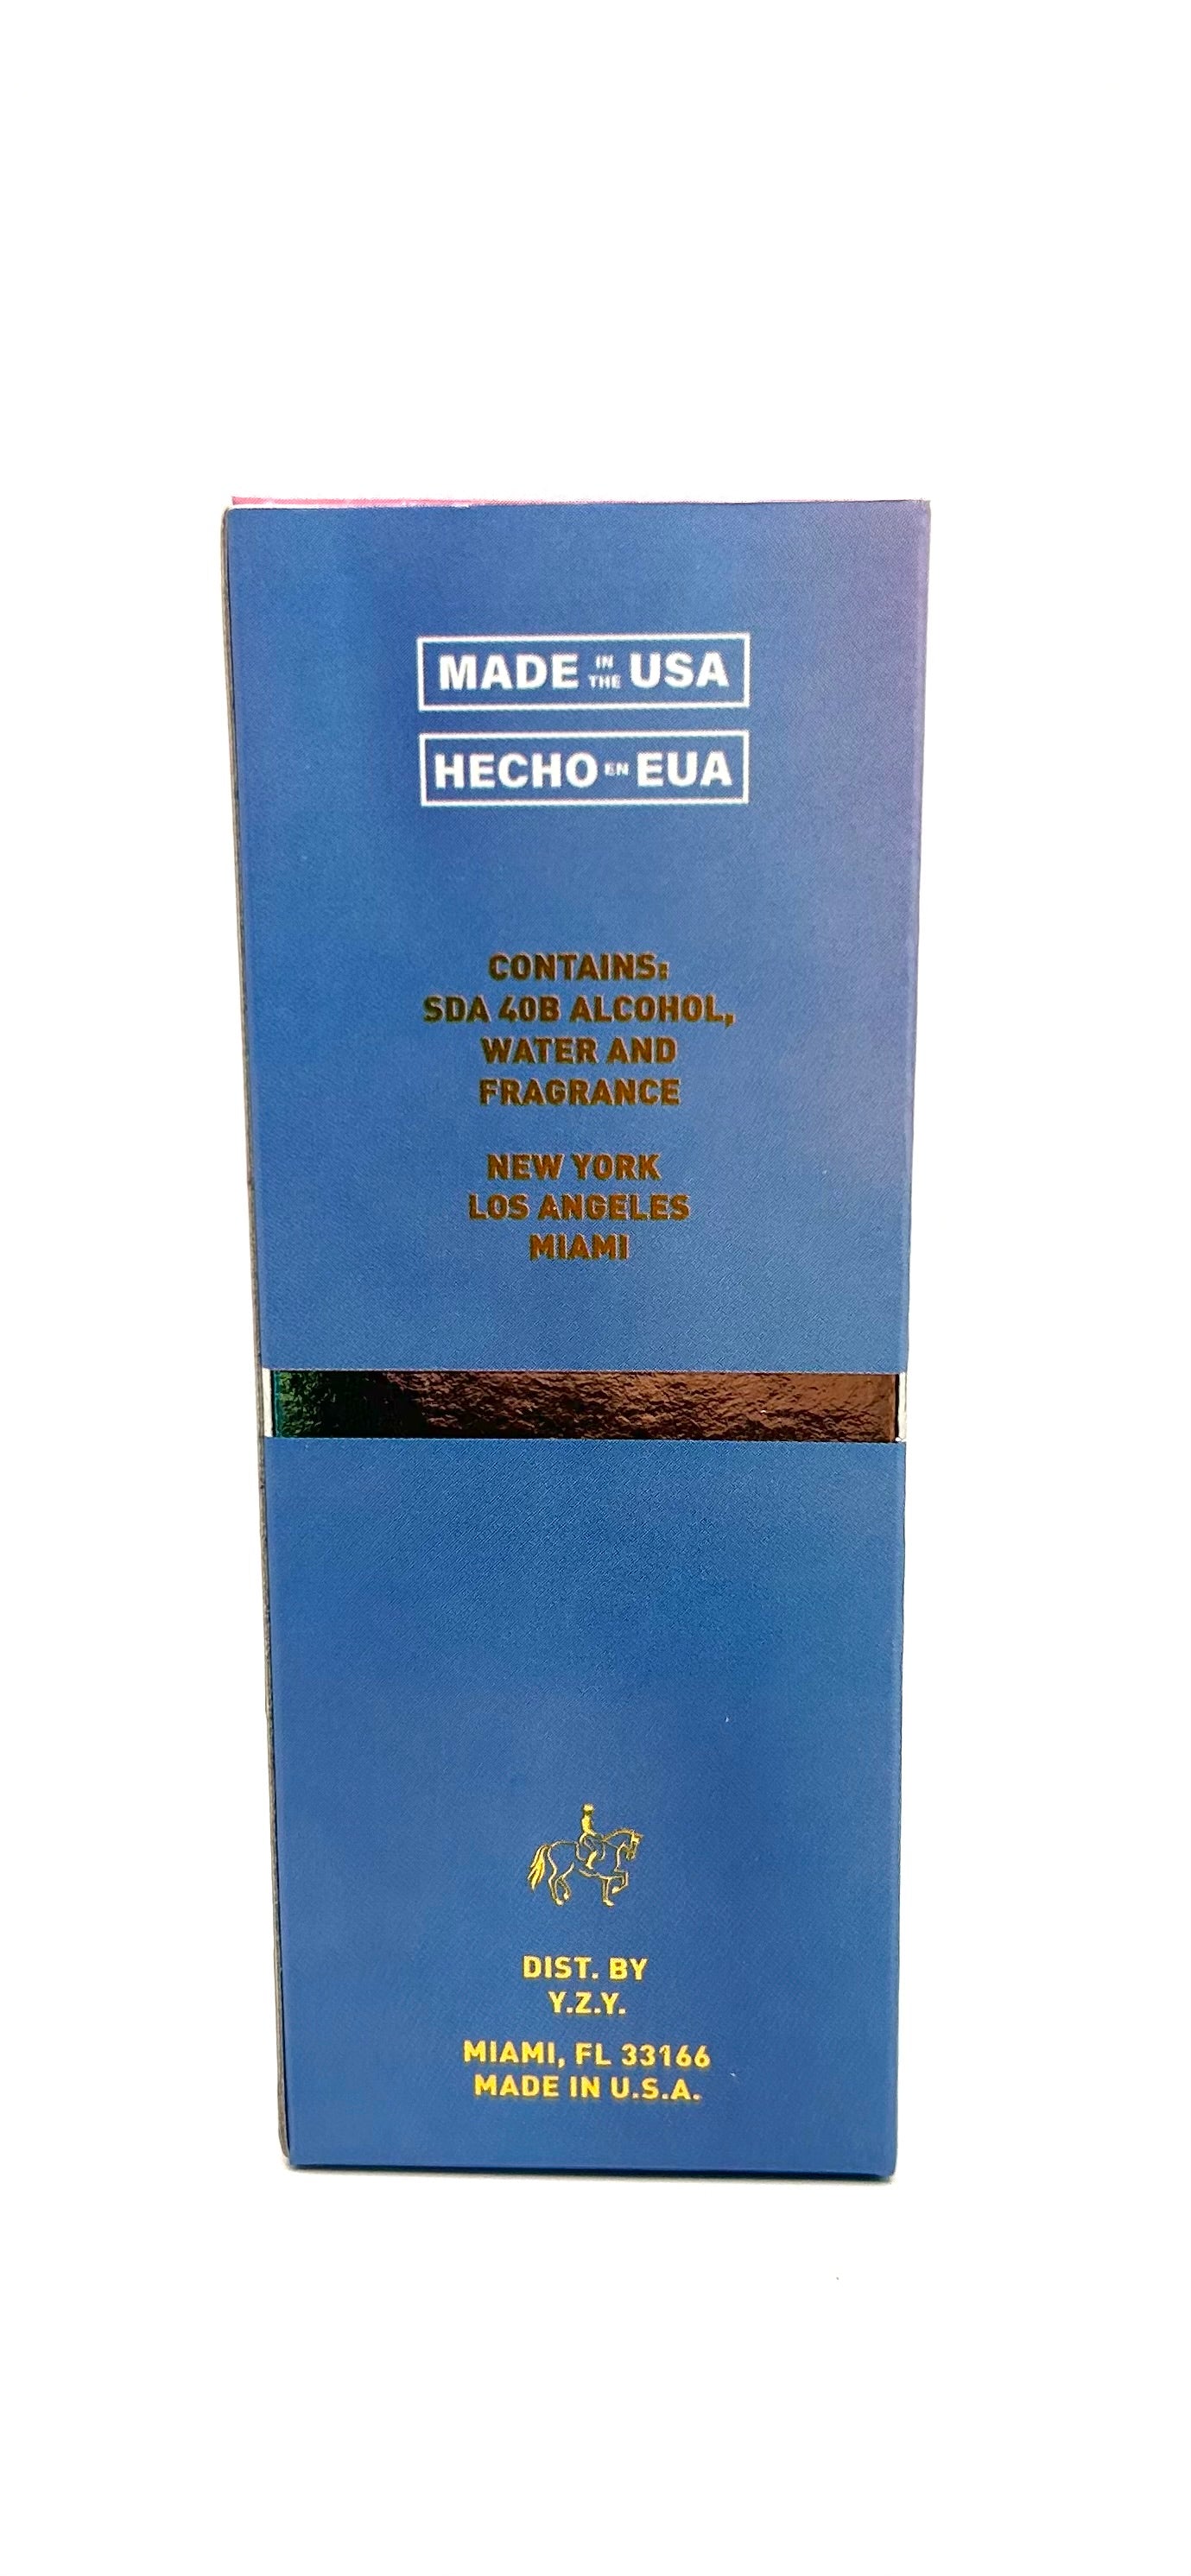 MADE IN THE USA
HECHO EN EUA
CONTAINS:
SDA 40B ALCOHOL,
WATER AND
FRAGRANCE
NEW YORK
LOS ANGELES
MIAMI
DIST. BY
Y.Z.Y.
MIAMI, FL 33166
MADE IN U.S.A.